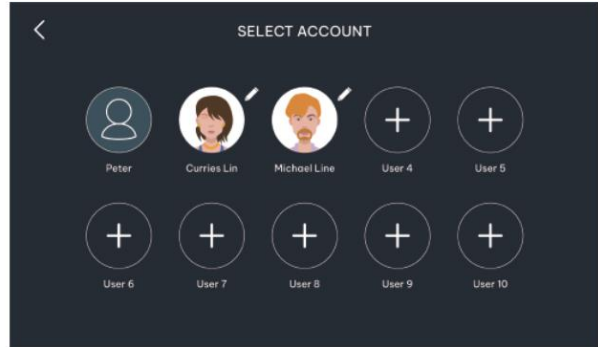 SELECT ACCOUNT
Peter Curries Lin Michael Line User 4 User 5
User 6 User 7 User 8 User 9 User 10